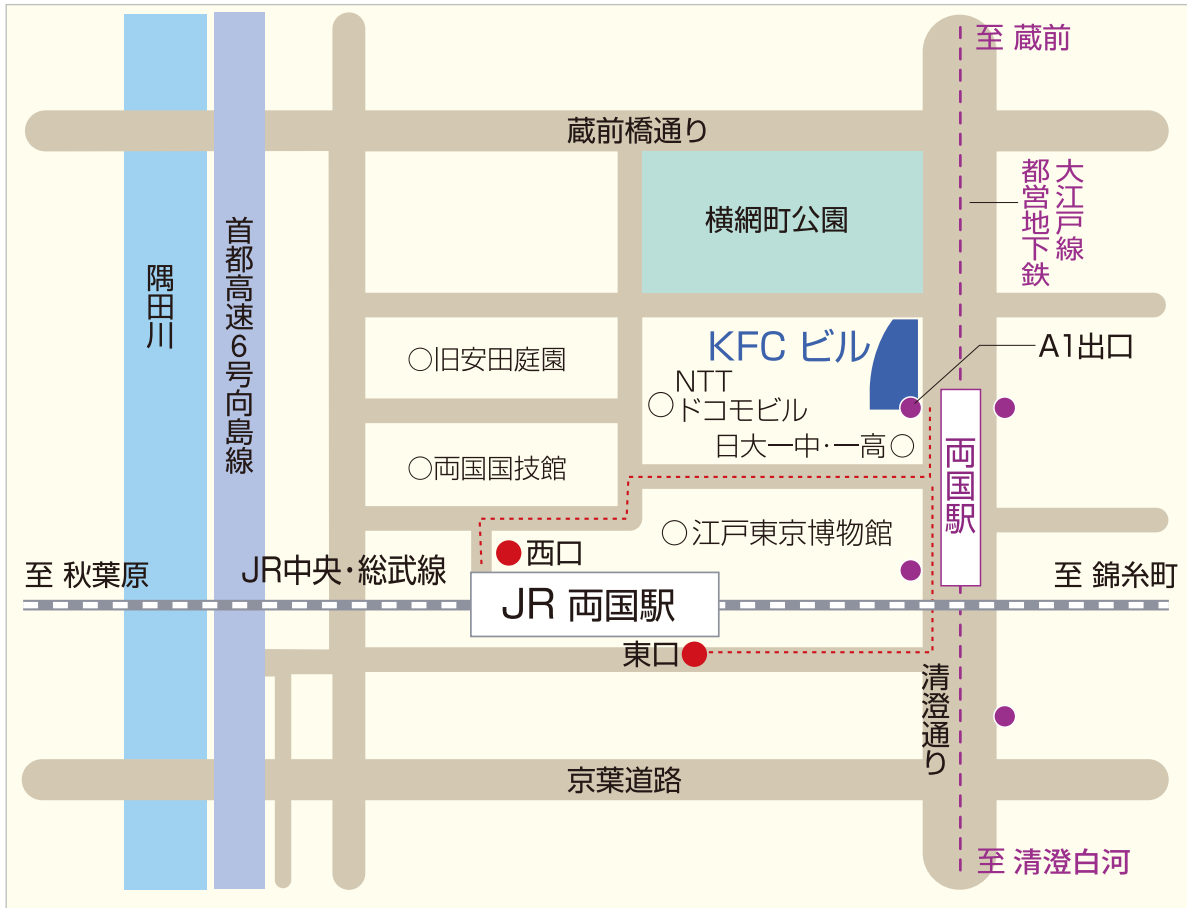 至 蔵前
蔵前橋通り
都営地下鉄
大江戸線
横網町公園
首都高速6号向島線
隅田川
KFC ビル
A1出口
○旧安田庭園
NTT
○ドコモビル
日大一中・一高○
○両国国技館
両国駅
○江戸東京博物館
西口
JR中央・総武線
至 秋葉原
至 錦糸町
JR 両国駅
東口
清澄通り
京葉道路
至 清澄白河